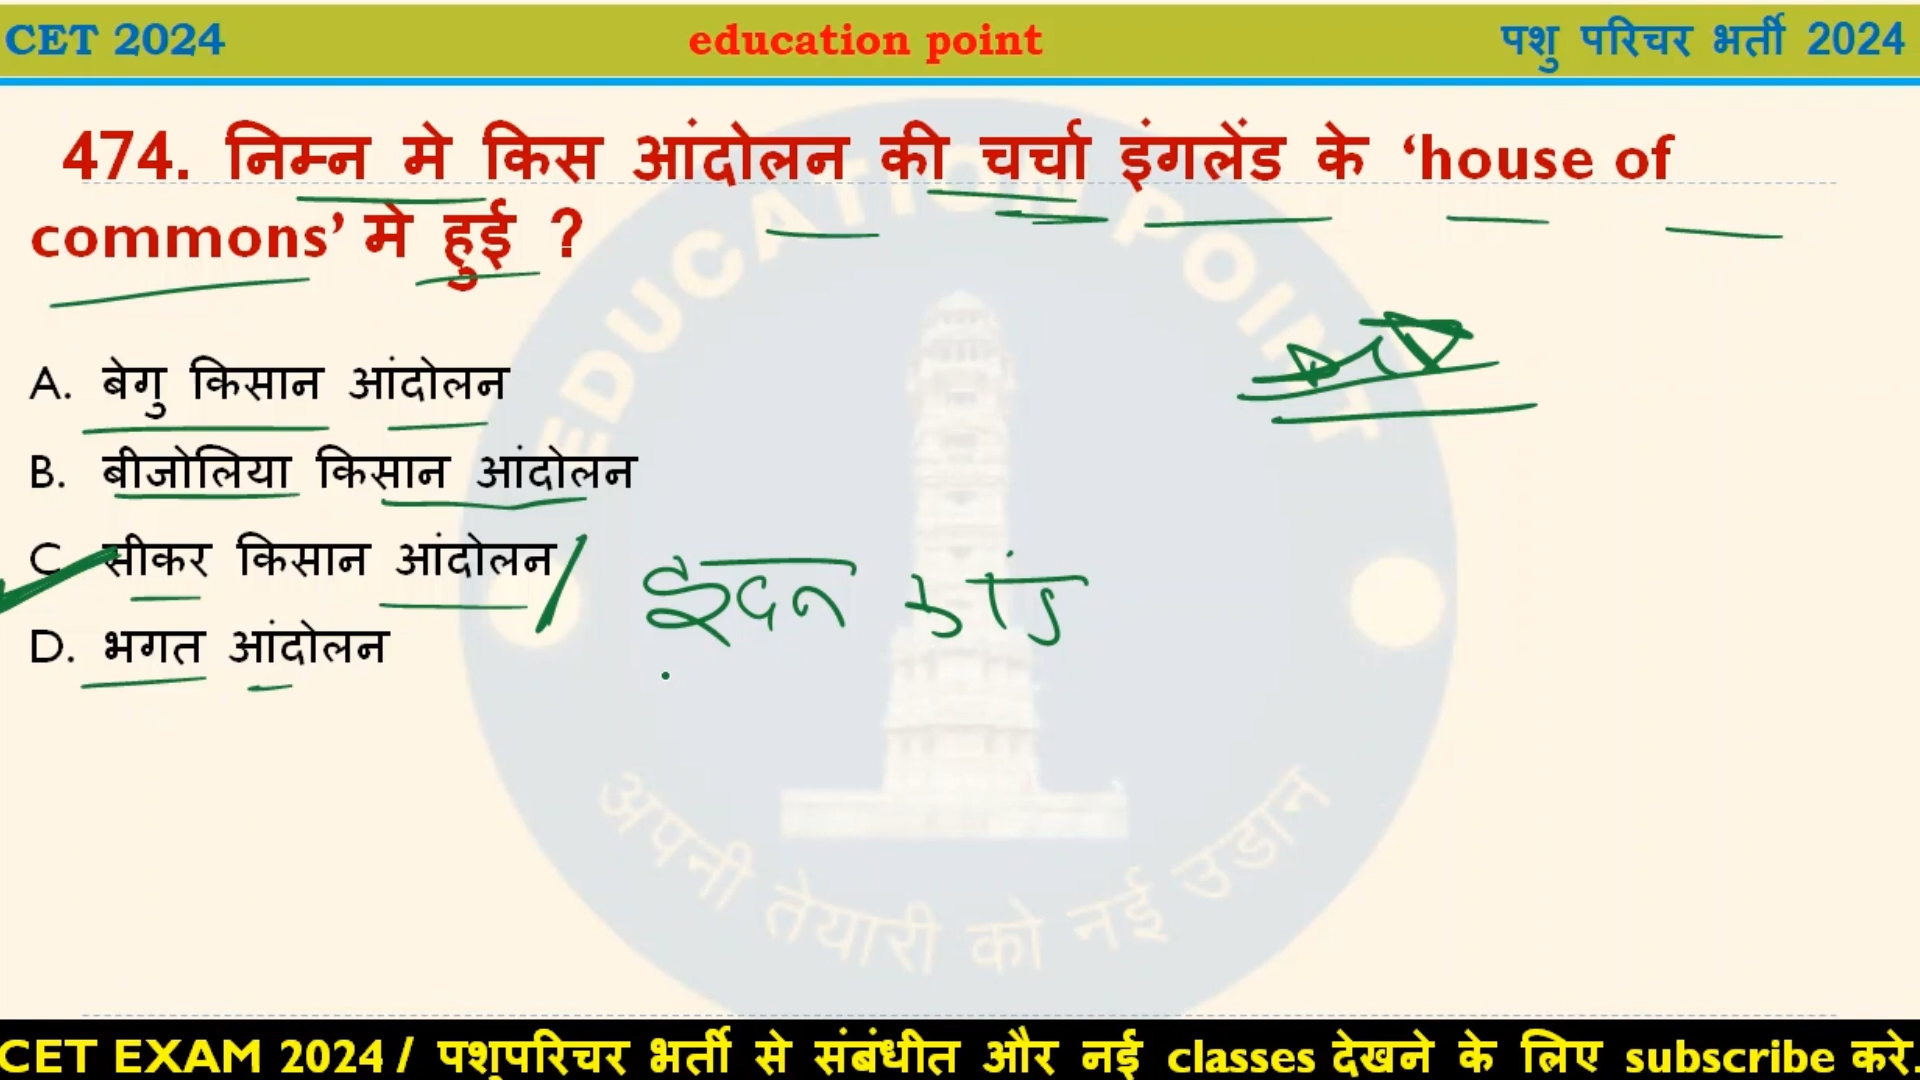 CET 2024 education point पशु परिचर भर्ती 2024
474. निम्न मे किस आंदोलन की चर्चा इंगलेंड के ‘house of
commons’ मे हुई ?
A. बेगु किसान आंदोलन
B. बीजोलिया किसान आंदोलन
C सीकर किसान आंदोलन
D. भगत आंदोलन
EDUCATION POINT
अपनी तैयारी को नई उडान
CET EXAM 2024 / पशुपरिचर भर्ती से संबंधीत और नई classes देखने के लिए subscribe करे.